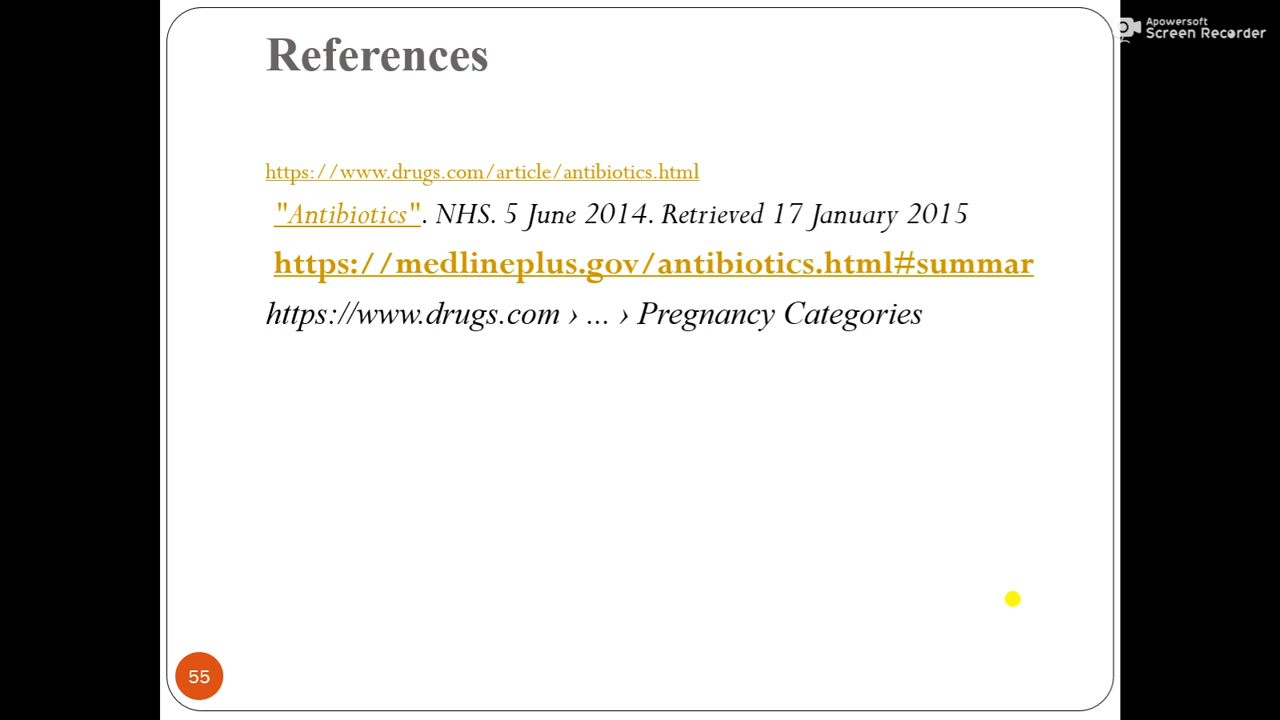 Apowersoft
Screen Recorder
References
https://www.drugs.com/article/antibiotics.html
"Antibiotics". NHS. 5 June 2014. Retrieved 17 January 2015
https://medlineplus.gov/antibiotics.html#summar
https://www.drugs.com › ... › Pregnancy Categories
55